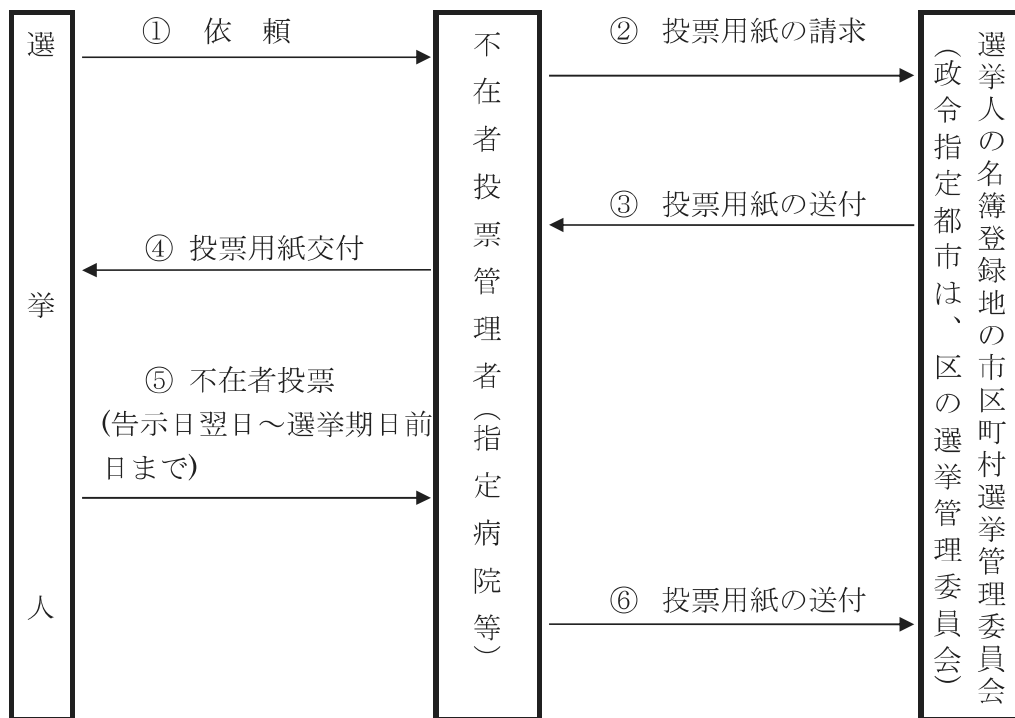 選挙人
① 依 頼
④ 投票用紙交付
⑤ 不在者投票
(告示日翌日～選挙期日前
日まで)
不在者投票管理者（指定病院等）
② 投票用紙の請求
③ 投票用紙の送付
⑥ 投票用紙の送付
選挙人の名簿登録地の市区町村選挙管理委員会
（政令指定都市は、区の選挙管理委員会）